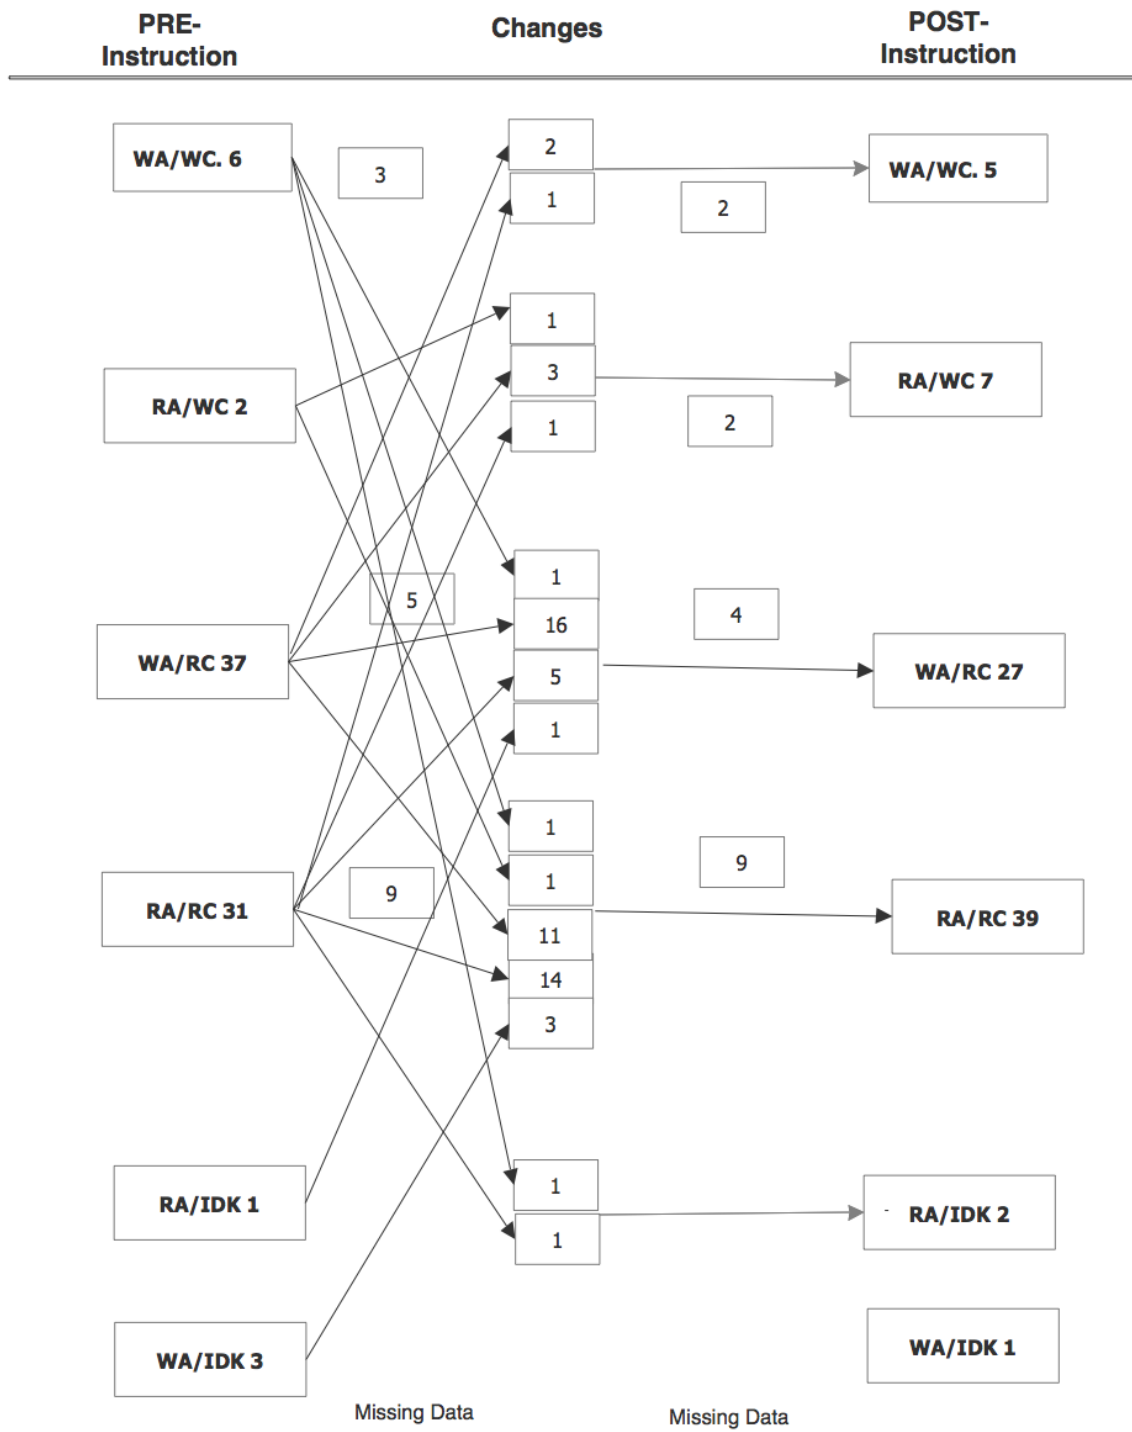 PRE-
Instruction
Changes
POST-
Instruction
WA/WC. 6
3
2
1
2
WA/WC. 5
RA/WC 2
1
3
1
2
RA/WC 7
WA/RC 37
5
1
16
5
1
4
WA/RC 27
RA/RC 31
9
1
1
11
14
3
9
RA/RC 39
RA/IDK 1
1
1
- RA/IDK 2
WA/IDK 3
WA/IDK 1
Missing Data
Missing Data